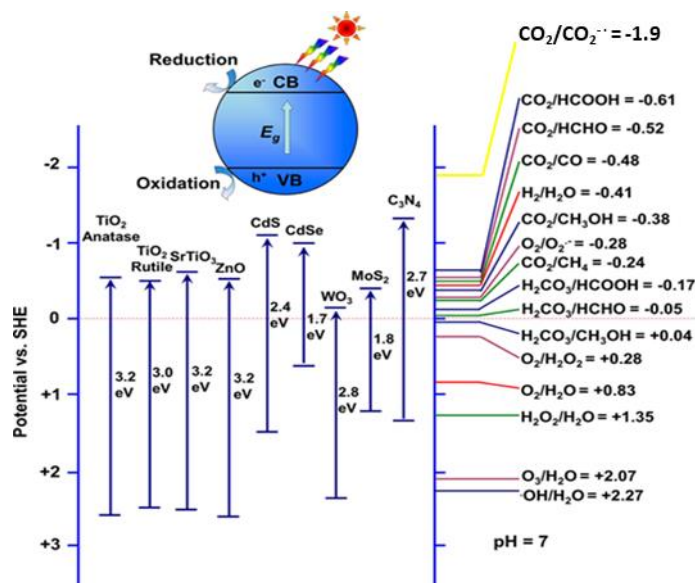 CO₂/CO₂⁻˙ = -1.9
Reduction
e⁻ CB
E_g
h⁺ VB
Oxidation
CO₂/HCOOH = -0.61
CO₂/HCHO = -0.52
CO₂/CO = -0.48
H₂/H₂O = -0.41
CO₂/CH₃OH = -0.38
O₂/O₂⁻˙ = -0.28
CO₂/CH₄ = -0.24
H₂CO₃/HCOOH = -0.17
H₂CO₃/HCHO = -0.05
H₂CO₃/CH₃OH = +0.04
O₂/H₂O₂ = +0.28
O₂/H₂O = +0.83
H₂O₂/H₂O = +1.35
O₃/H₂O = +2.07
·OH/H₂O = +2.27
pH = 7
Potential vs. SHE
-2
-1
0
+1
+2
+3
TiO₂
Anatase
3.2
eV
TiO₂
Rutile
3.0
eV
SrTiO₃
3.2
eV
ZnO
3.2
eV
CdS
2.4
eV
CdSe
1.7
eV
WO₃
2.8
eV
MoS₂
1.8
eV
C₃N₄
2.7
eV